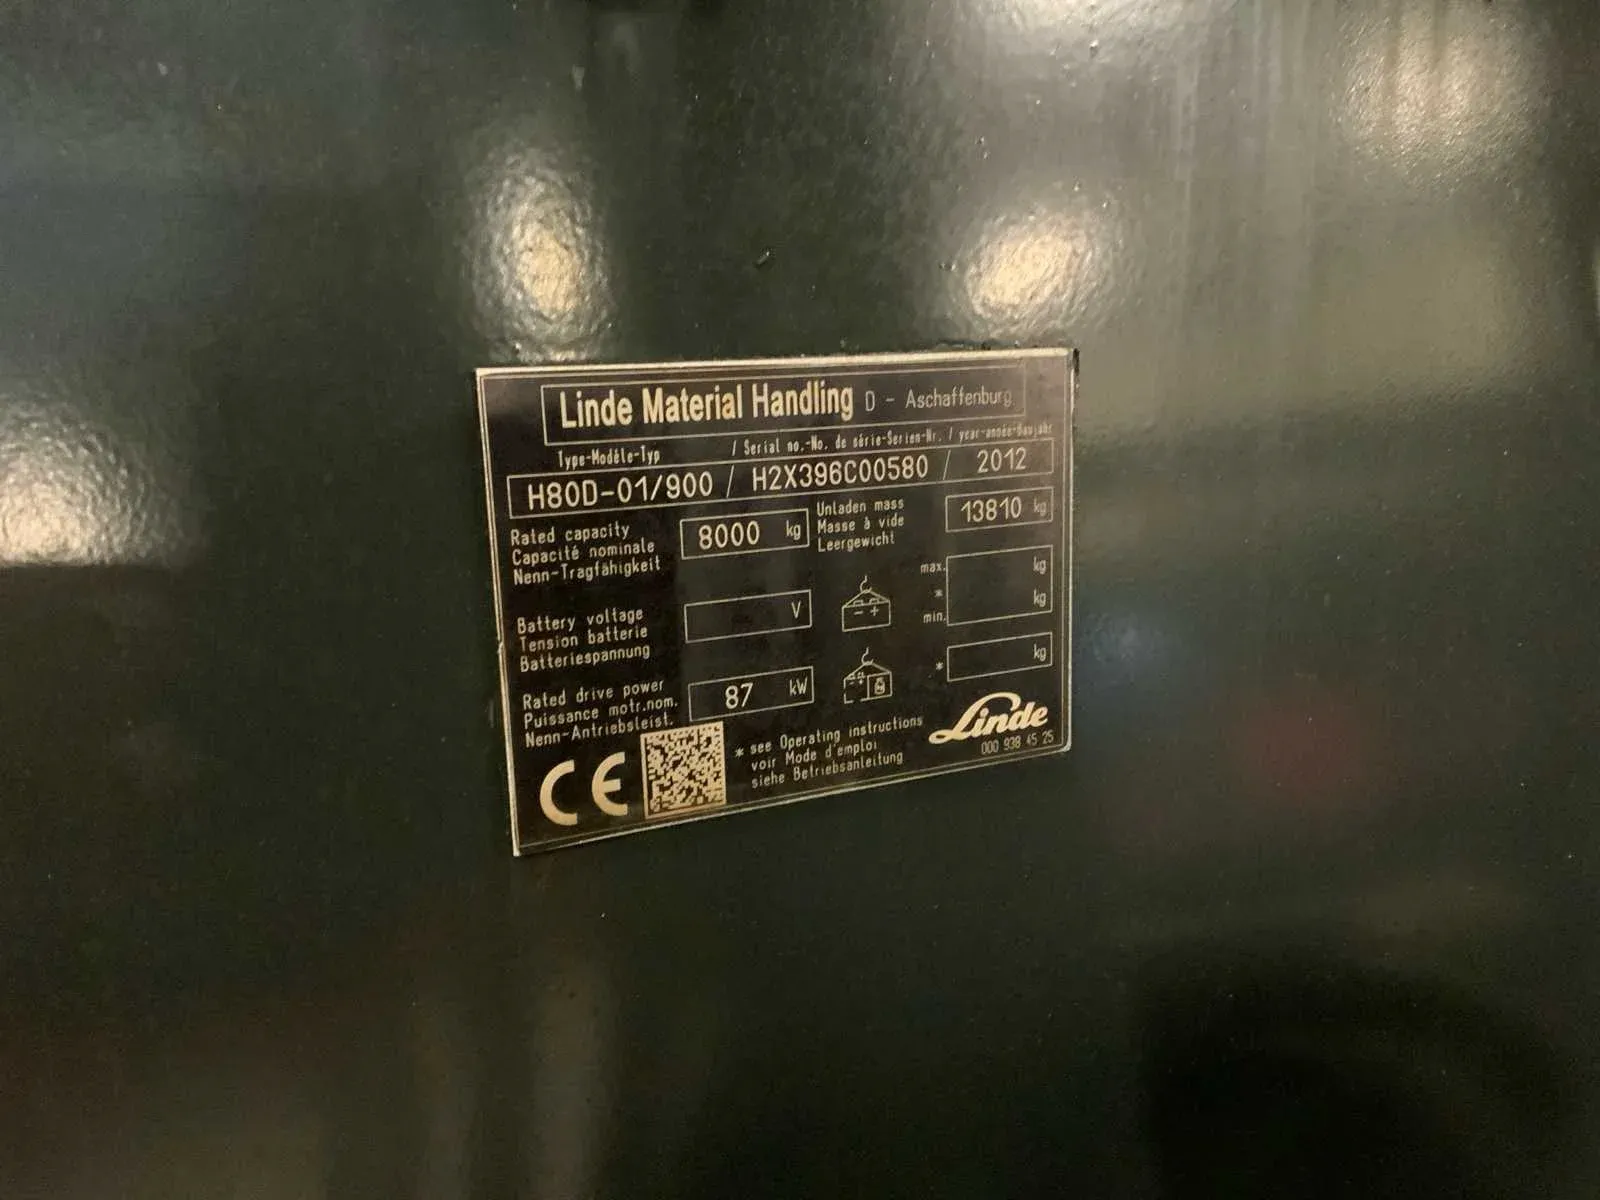 Linde Material Handling D - Aschaffenburg
Type-Modèle-Typ / Serial no.-No. de série-Serien-Nr. / year-année-Baujahr
H80D-01/900 / H2X396C00580 / 2012
Rated capacity
Capacité nominale
Nenn-Tragfähigkeit
8000 kg
Unladen mass
Masse à vide
Leergewicht
13810 kg
Battery voltage
Tension batterie
Batteriespannung
V
- +
max. kg
*
min. kg
Rated drive power
Puissance motr.nom.
Nenn-Antriebsleist.
87 kW
* kg
CE
* see Operating instructions
voir Mode d'emploi
siehe Betriebsanleitung
Linde
000 938 45 25